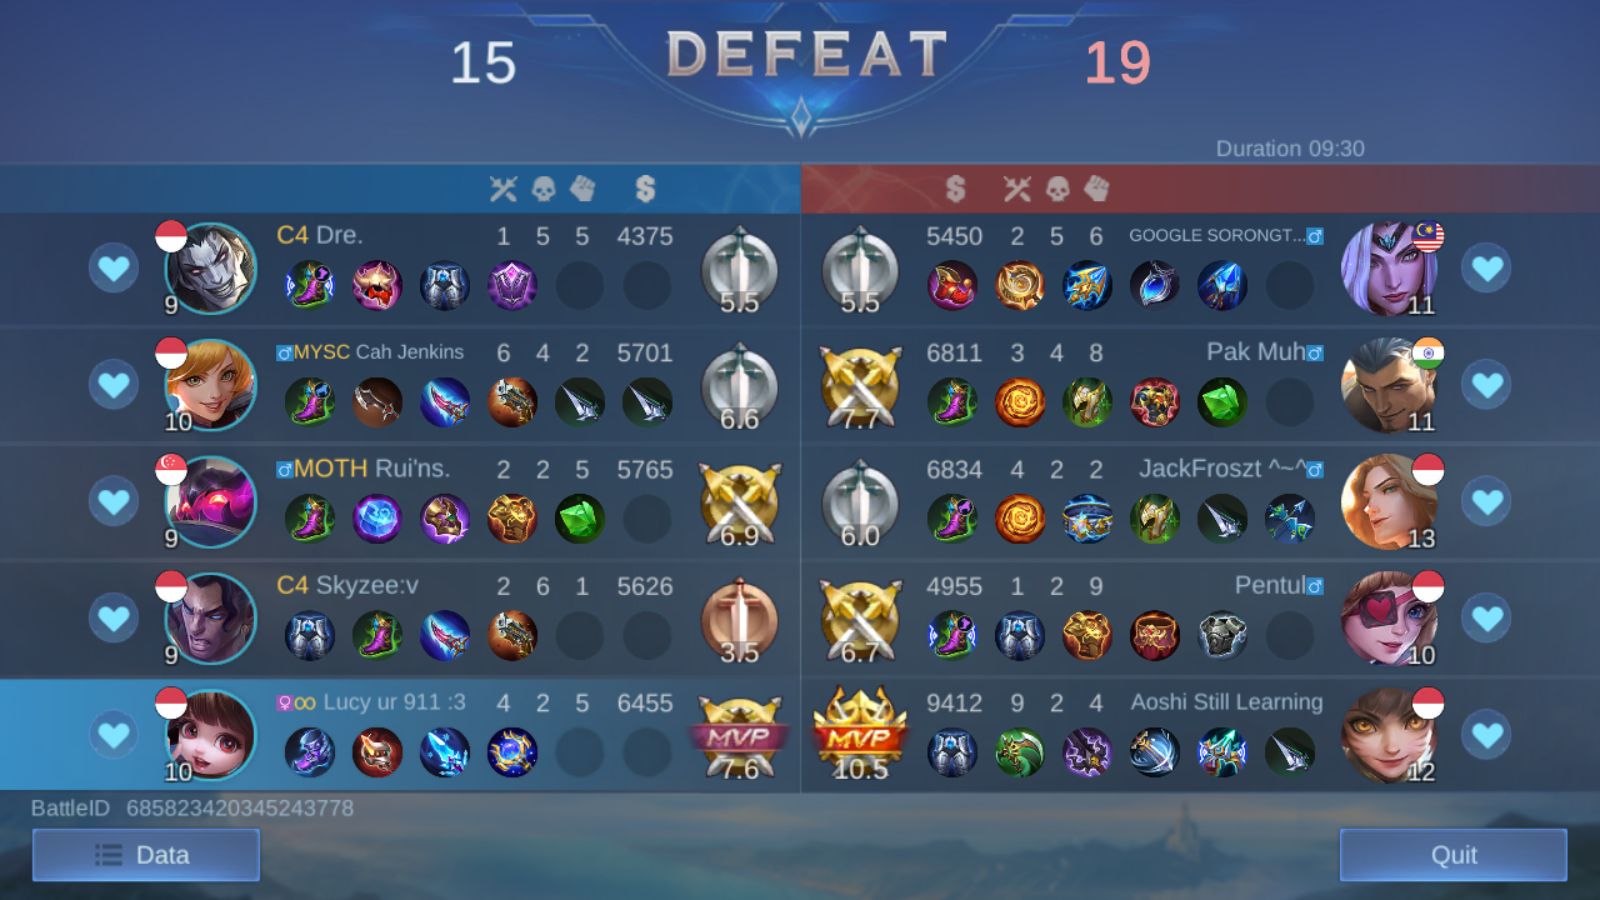 15 DEFEAT 19
Duration 09:30
C4 Dre. 1 5 5 4375
9 5.5
5450 2 5 6 GOOGLE SORONGT...
5.5 11
MYSC Cah Jenkins 6 4 2 5701
10 6.6
6811 3 4 8 Pak Muh
7.7 11
MOTH Rui'ns. 2 2 5 5765
9 6.9
6834 4 2 2 JackFroszt ^~^
6.0 13
C4 Skyzee:v 2 6 1 5626
9 3.5
4955 1 2 9 Pentul
6.7 10
∞ Lucy ur 911 :3 4 2 5 6455
MVP
10 7.6
9412 9 2 4 Aoshi Still Learning
MVP
10.5 12
BattleID 685823420345243778
Data
Quit